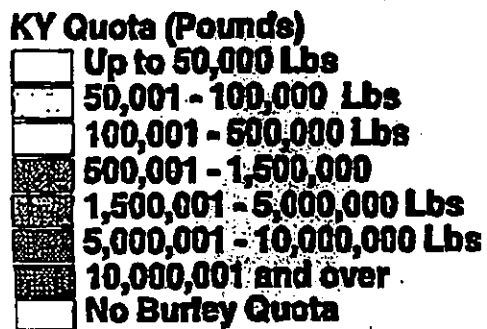 KY Quota (Pounds)
Up to 50,000 Lbs
50,001 - 100,000 Lbs
100,001 - 500,000 Lbs
500,001 - 1,500,000
1,500,001 - 5,000,000 Lbs
5,000,001 - 10,000,000 Lbs
10,000,001 and over
No Burley Quota